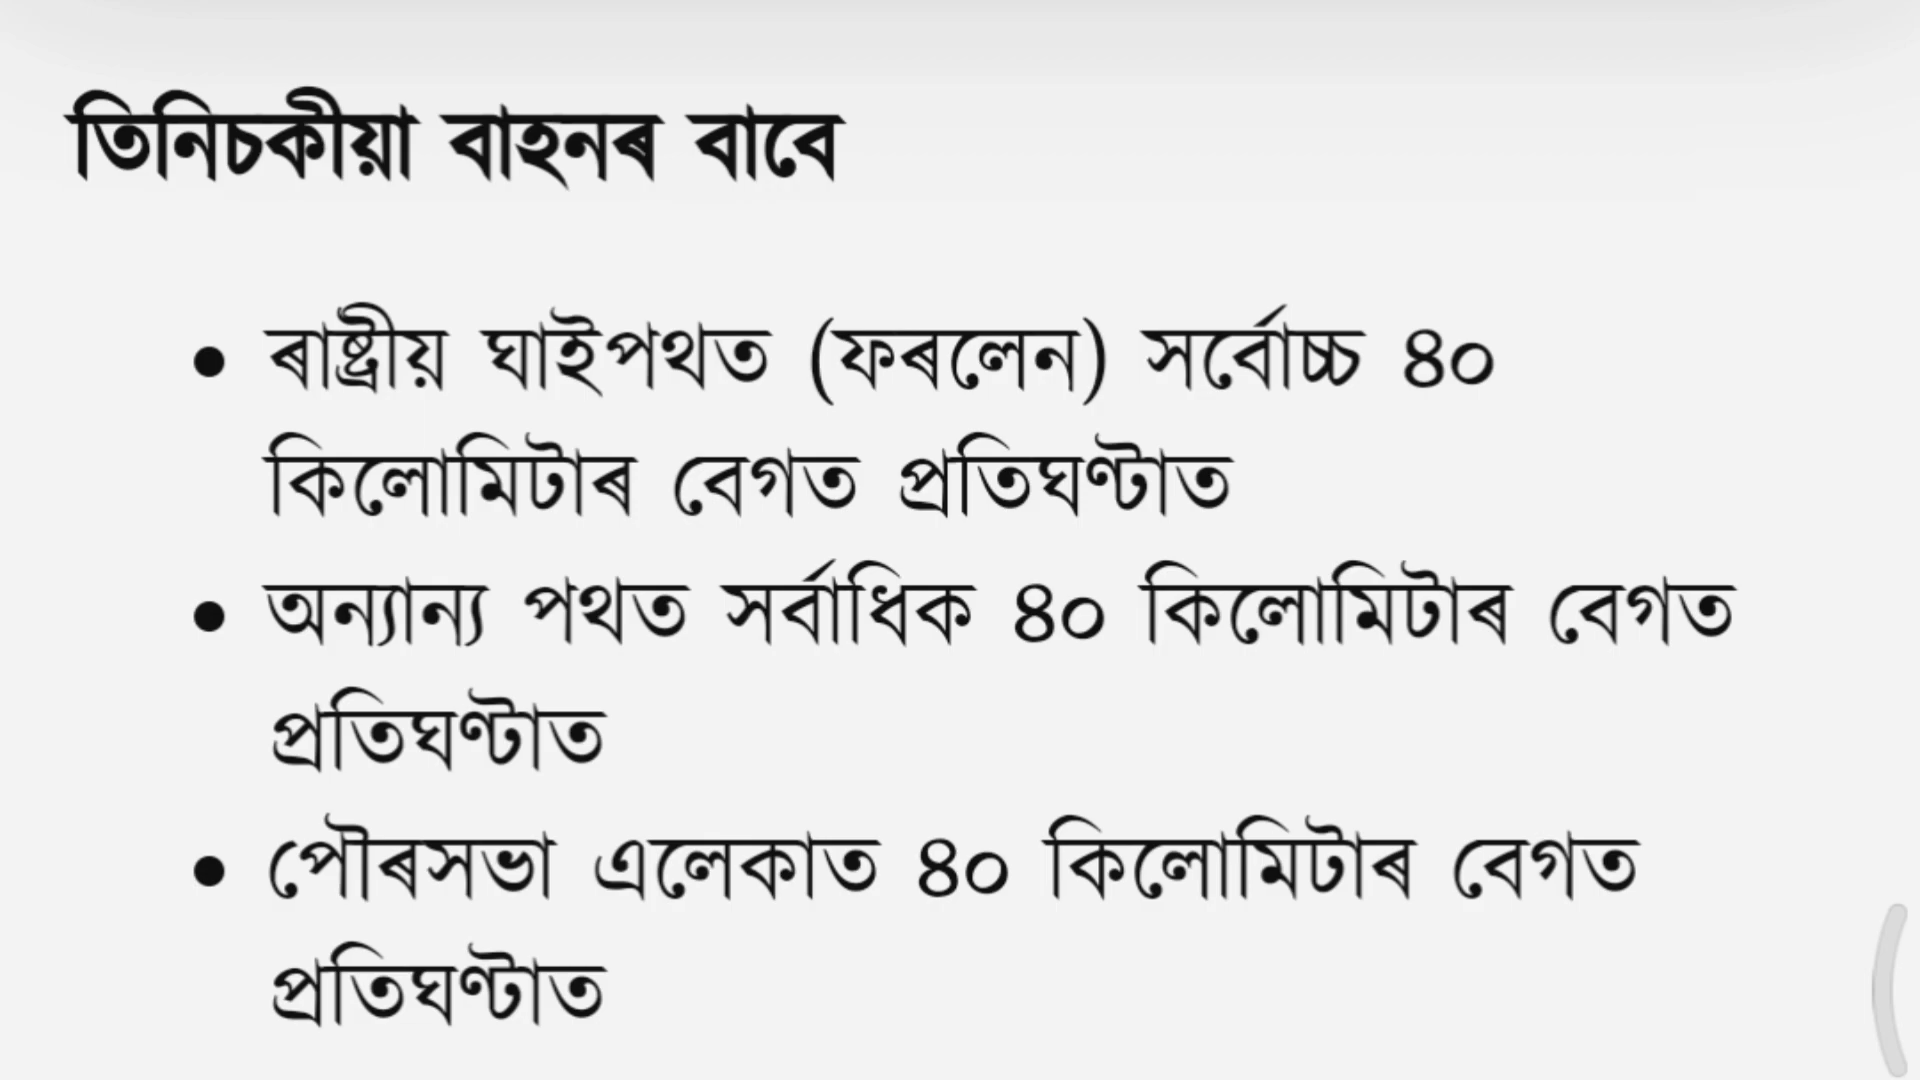 তিনিচকীয়া বাহনৰ বাবে
• ৰাষ্ট্ৰীয় ঘাইপথত (ফৰলেন) সৰ্বোচ্চ ৪০
কিলোমিটাৰ বেগত প্ৰতিঘণ্টাত
• অন্যান্য পথত সৰ্বাধিক ৪০ কিলোমিটাৰ বেগত
প্ৰতিঘণ্টাত
• পৌৰসভা এলেকাত ৪০ কিলোমিটাৰ বেগত
প্ৰতিঘণ্টাত